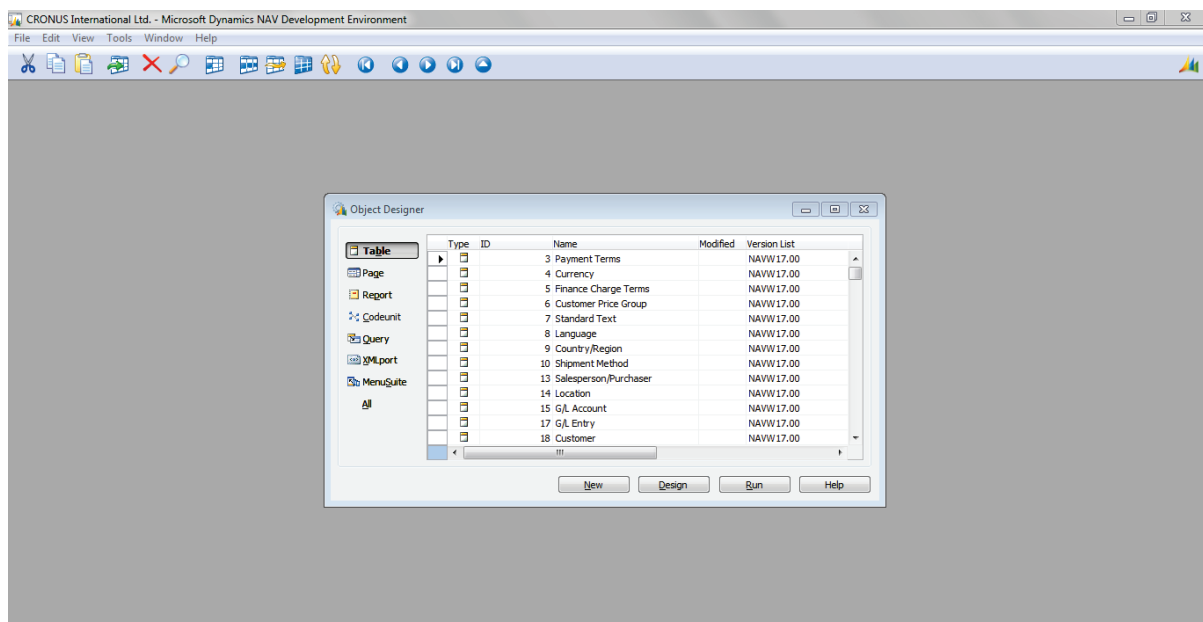 CRONUS International Ltd. - Microsoft Dynamics NAV Development Environment
File Edit View Tools Window Help
Object Designer
Type ID Name Modified Version List
Table
Page
Report
Codeunit
Query
XMLport
MenuSuite
All
3 Payment Terms NAVW17.00
4 Currency NAVW17.00
5 Finance Charge Terms NAVW17.00
6 Customer Price Group NAVW17.00
7 Standard Text NAVW17.00
8 Language NAVW17.00
9 Country/Region NAVW17.00
10 Shipment Method NAVW17.00
13 Salesperson/Purchaser NAVW17.00
14 Location NAVW17.00
15 G/L Account NAVW17.00
17 G/L Entry NAVW17.00
18 Customer NAVW17.00
New Design Run Help